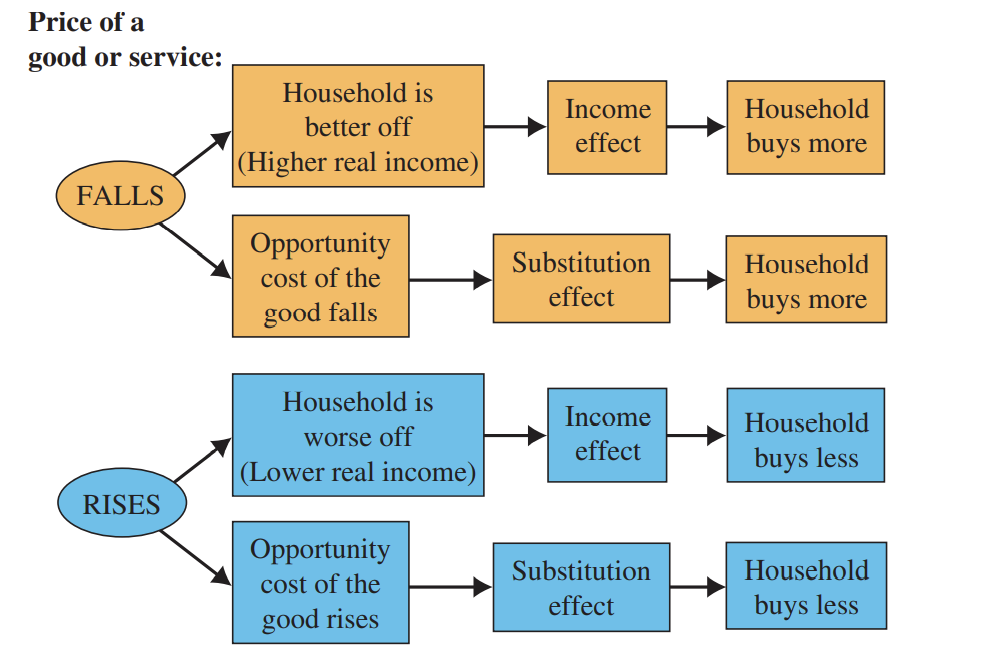 Price of a
good or service:
FALLS
Household is
better off
(Higher real income)
Income
effect
Household
buys more
Opportunity
cost of the
good falls
Substitution
effect
Household
buys more
RISES
Household is
worse off
(Lower real income)
Income
effect
Household
buys less
Opportunity
cost of the
good rises
Substitution
effect
Household
buys less